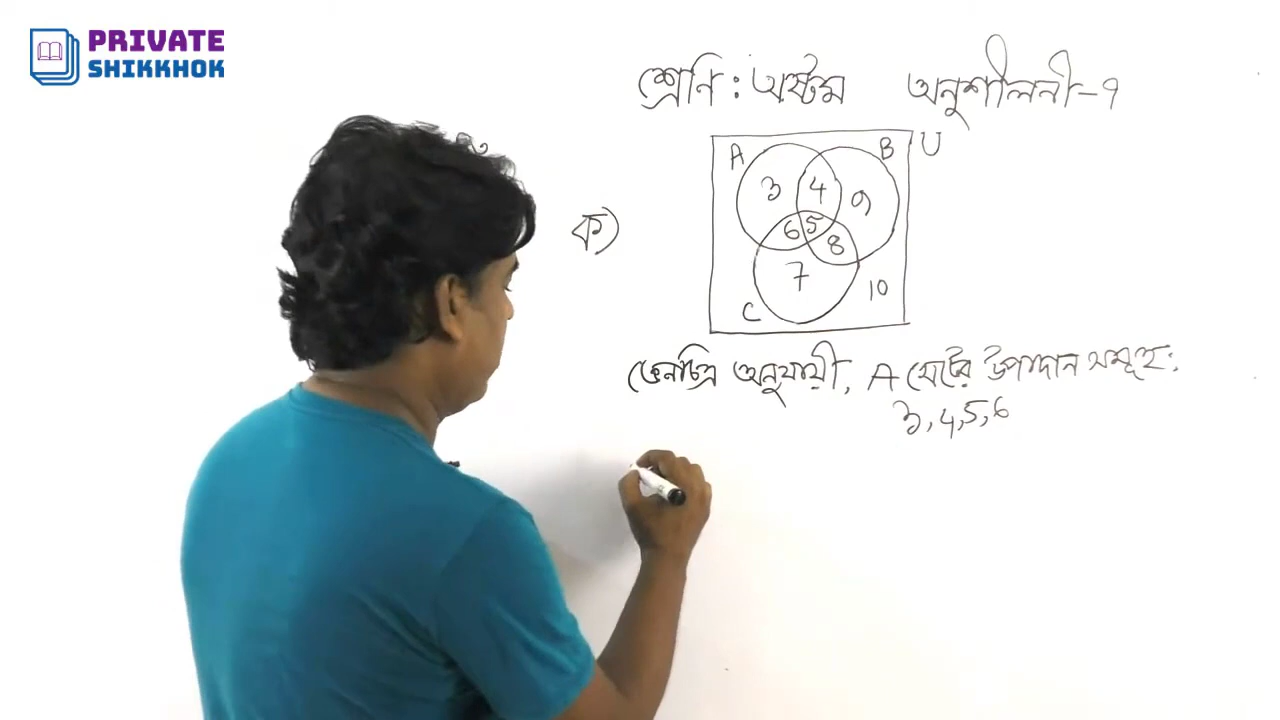 PRIVATE
SHIKKHOK
শ্রেণি : অষ্টম অনুশীলনী-৭
A B U
3 4 9
ক) 6 5 8
7 10
C
ভেনচিত্র অনুযায়ী, A সেটের উপাদান সমূহ:
3, 4, 5, 6